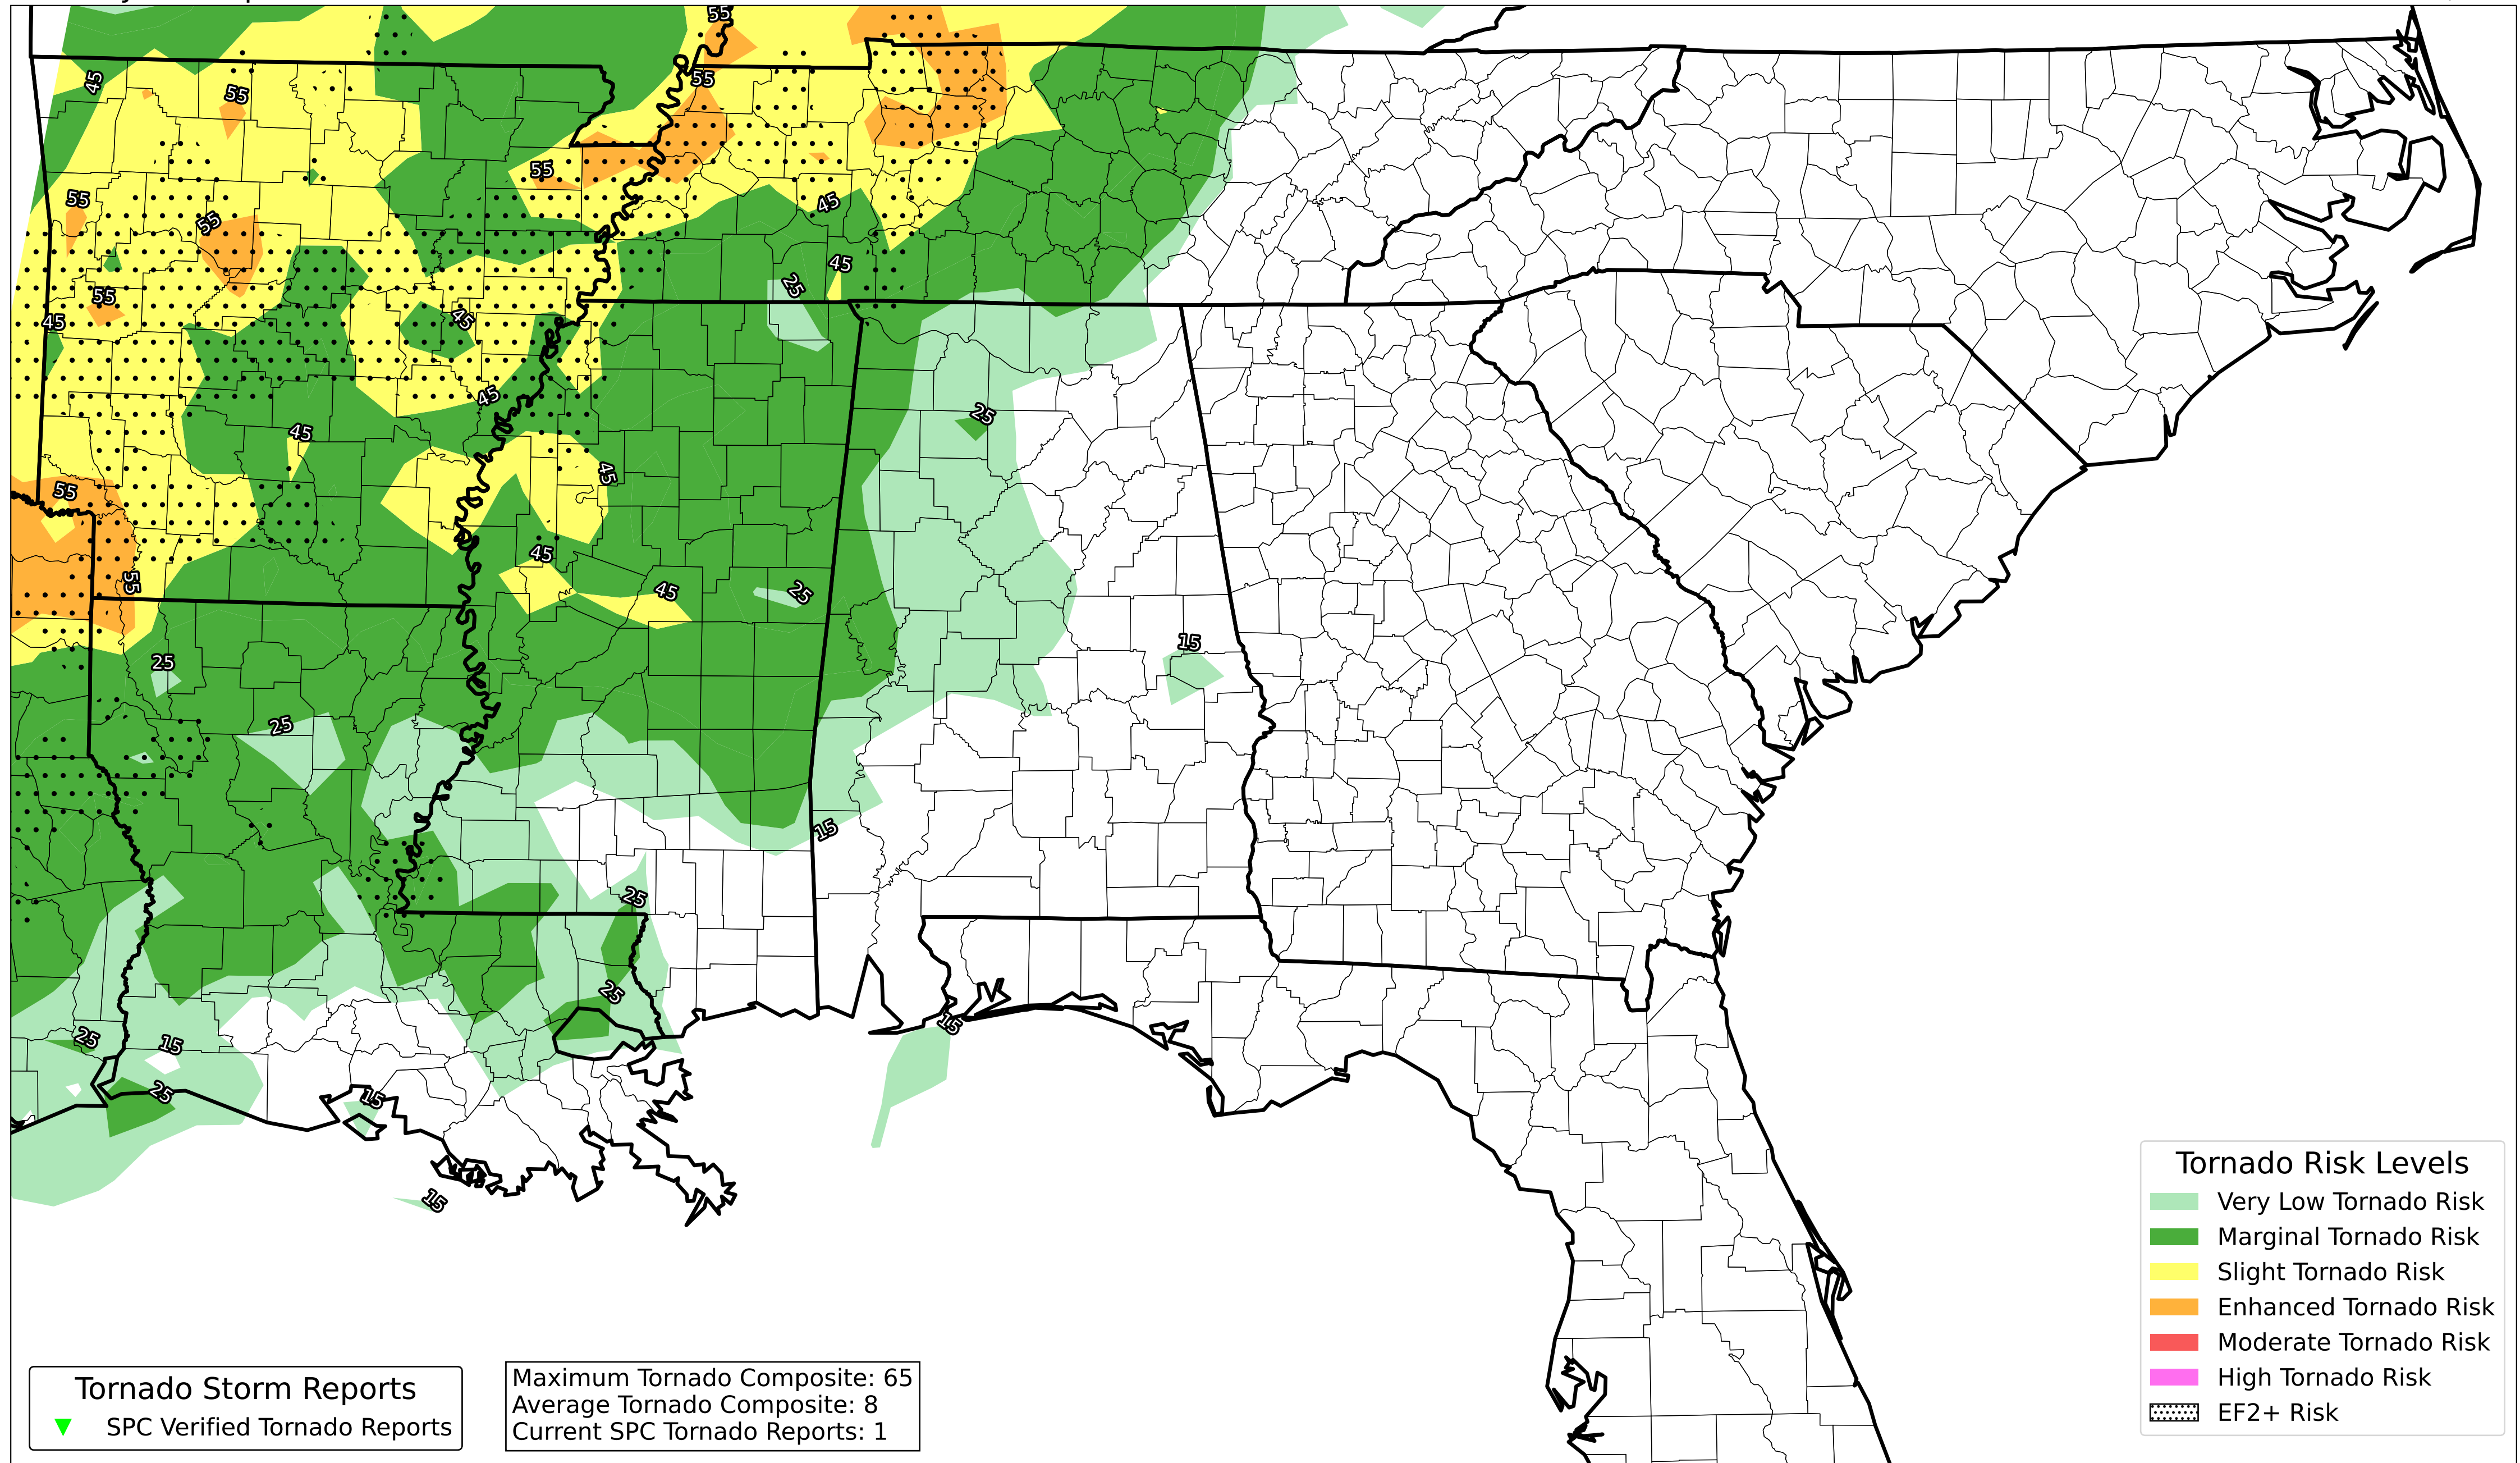 55
45
55
55
55
45
55
55
45
45
25
55
45
45
45
25
45
45
55
45
55
45
45
25
15
25
25
15
25
25
15
25
15
25
15
15
Tornado Risk Levels
Very Low Tornado Risk
Marginal Tornado Risk
Slight Tornado Risk
Enhanced Tornado Risk
Moderate Tornado Risk
High Tornado Risk
EF2+ Risk
Tornado Storm Reports
SPC Verified Tornado Reports
Maximum Tornado Composite: 65
Average Tornado Composite: 8
Current SPC Tornado Reports: 1